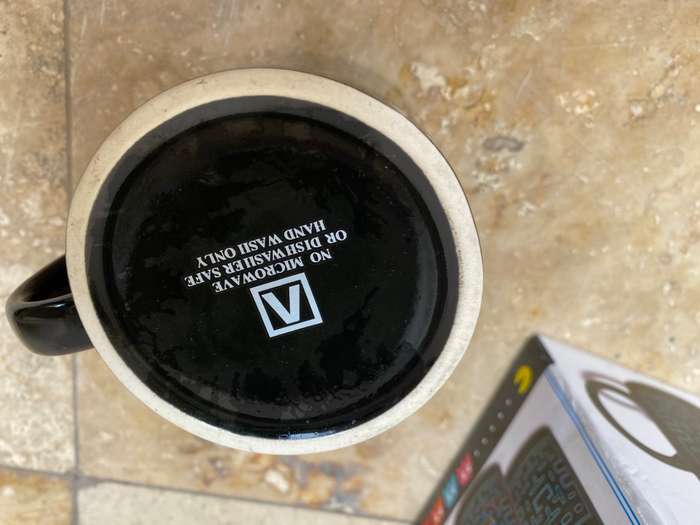 NO MICROWAVE
OR DISHWASHER SAFE
HAND WASH ONLY